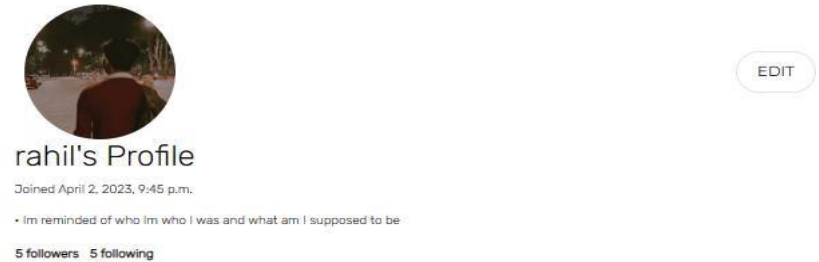 EDIT
rahil's Profile
Joined April 2, 2023, 9:45 p.m.
• Im reminded of who Im who I was and what am I supposed to be
5 followers 5 following